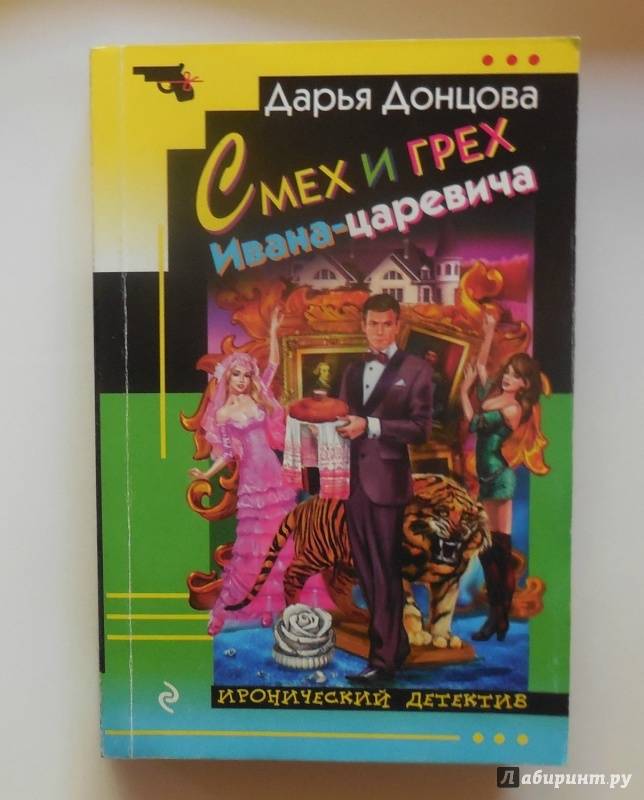 Дарья Донцова
Смех и грех
Ивана-царевича
ИРОНИЧЕСКИЙ ДЕТЕКТИВ
Лабиринт.ру